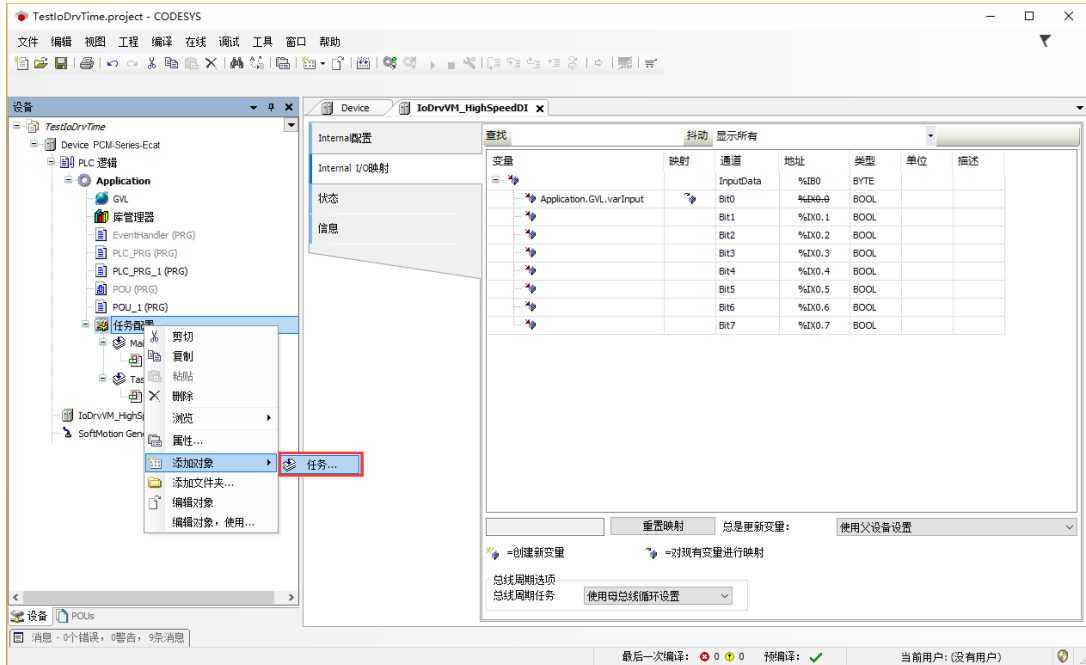 TestIoDrvTime.project - CODESYS
文件 编辑 视图 工程 编译 在线 调试 工具 窗口 帮助
设备
TestIoDrvTime
Device PCM-Series-Ecat
PLC 逻辑
Application
GVL
库管理器
EventHandler (PRG)
PLC_PRG (PRG)
PLC_PRG_1 (PRG)
POU (PRG)
POU_1 (PRG)
任务配置
Mai
Tas
IoDrvVM_HighSp
SoftMotion Gen
剪切
复制
粘贴
删除
浏览
属性...
添加对象
任务...
添加文件夹...
编辑对象
编辑对象，使用...
设备 POUs
Device IoDrvVM_HighSpeedDI
Internal配置
Internal I/O映射
状态
信息
查找 抖动 显示所有
变量 映射 通道 地址 类型 单位 描述
InputData %IB0 BYTE
Application.GVL.varInput Bit0 %IX0.0 BOOL
Bit1 %IX0.1 BOOL
Bit2 %IX0.2 BOOL
Bit3 %IX0.3 BOOL
Bit4 %IX0.4 BOOL
Bit5 %IX0.5 BOOL
Bit6 %IX0.6 BOOL
Bit7 %IX0.7 BOOL
重置映射 总是更新变量: 使用父设备设置
=创建新变量 =对现有变量进行映射
总线周期选项
总线周期任务 使用母总线循环设置
消息 - 0个错误，0警告，9条消息
最后一次编译: 0 0 预编译: 当前用户: (没有用户)